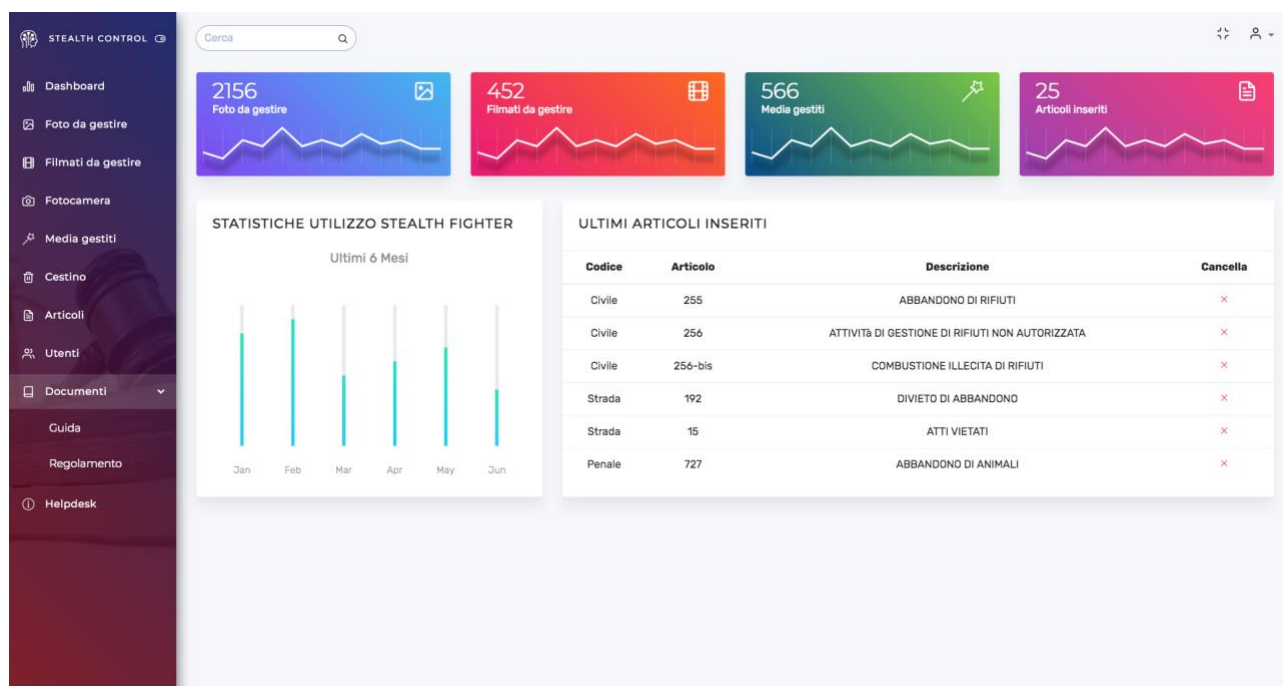 STEALTH CONTROL
Dashboard
Foto da gestire
Filmati da gestire
Fotocamera
Media gestiti
Cestino
Articoli
Utenti
Documenti
Guida
Regolamento
Helpdesk
Cerca
2156
Foto da gestire
452
Filmati da gestire
566
Media gestiti
25
Articoli inseriti
STATISTICHE UTILIZZO STEALTH FIGHTER
Ultimi 6 Mesi
Jan Feb Mar Apr May Jun
ULTIMI ARTICOLI INSERITI
Codice Articolo Descrizione Cancella
Civile 255 ABBANDONO DI RIFIUTI
Civile 256 ATTIVITà DI GESTIONE DI RIFIUTI NON AUTORIZZATA
Civile 256-bis COMBUSTIONE ILLECITA DI RIFIUTI
Strada 192 DIVIETO DI ABBANDONO
Strada 15 ATTI VIETATI
Penale 727 ABBANDONO DI ANIMALI